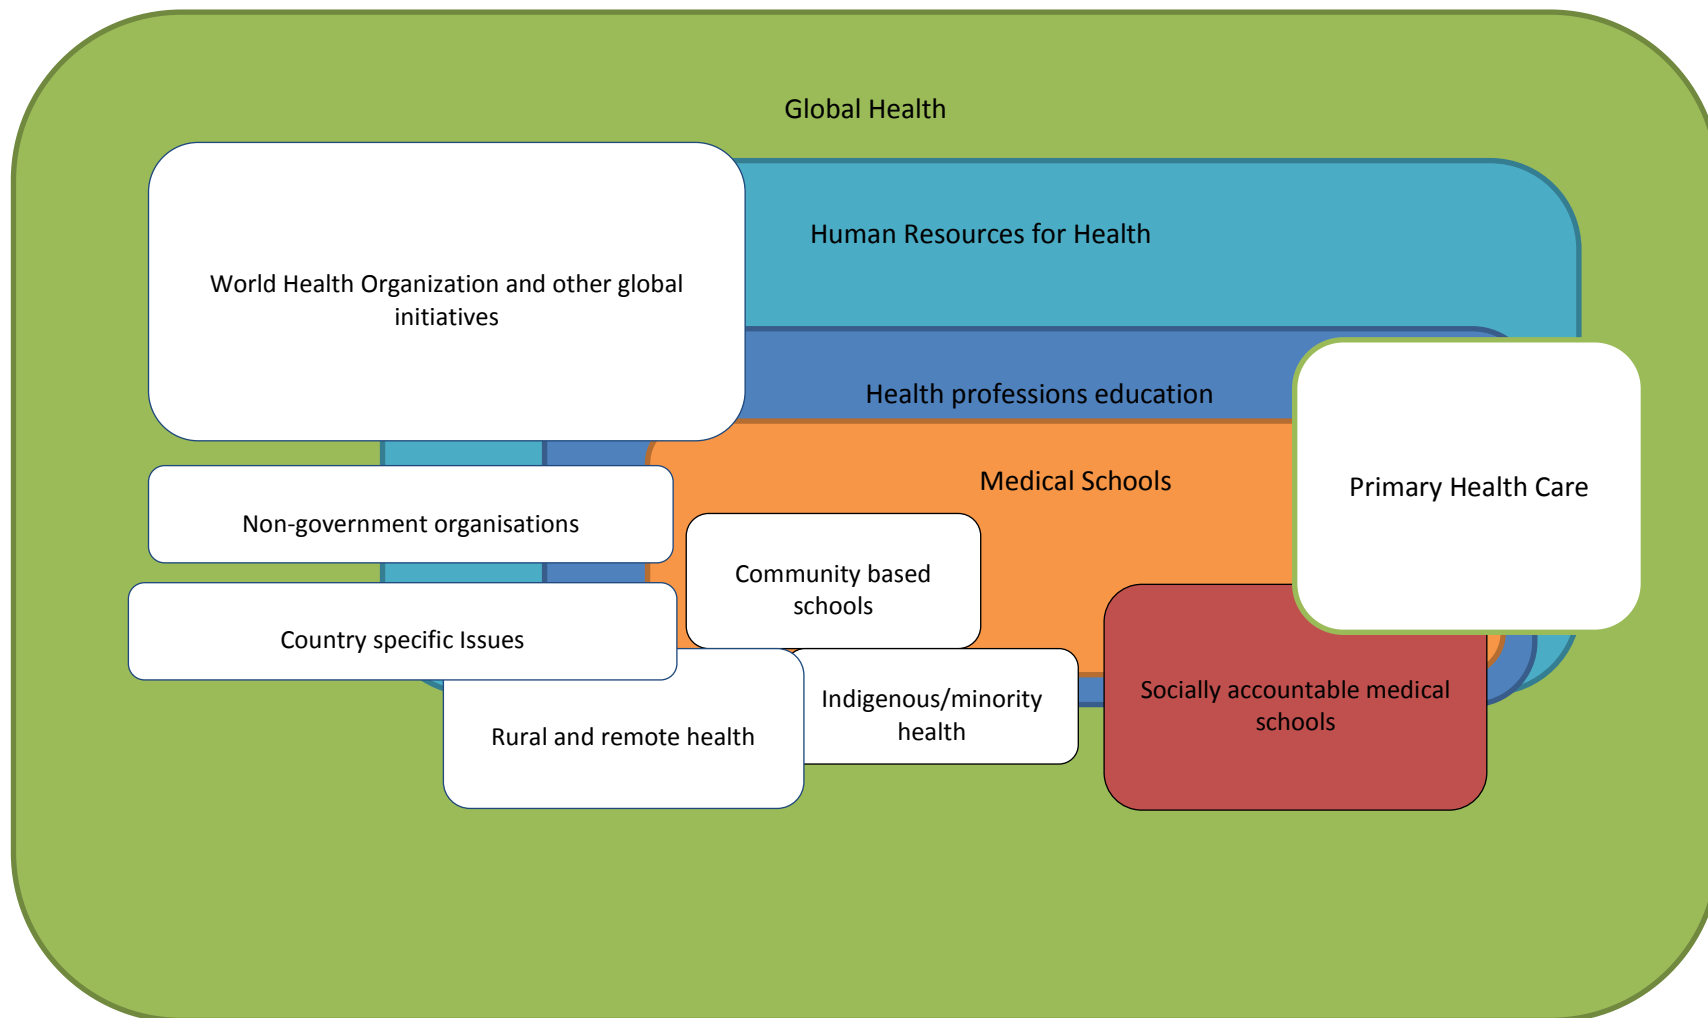 Global Health
Human Resources for Health
World Health Organization and other global
initiatives
Health professions education
Medical Schools
Primary Health Care
Non-government organisations
Community based
schools
Country specific Issues
Indigenous/minority
health
Socially accountable medical
schools
Rural and remote health